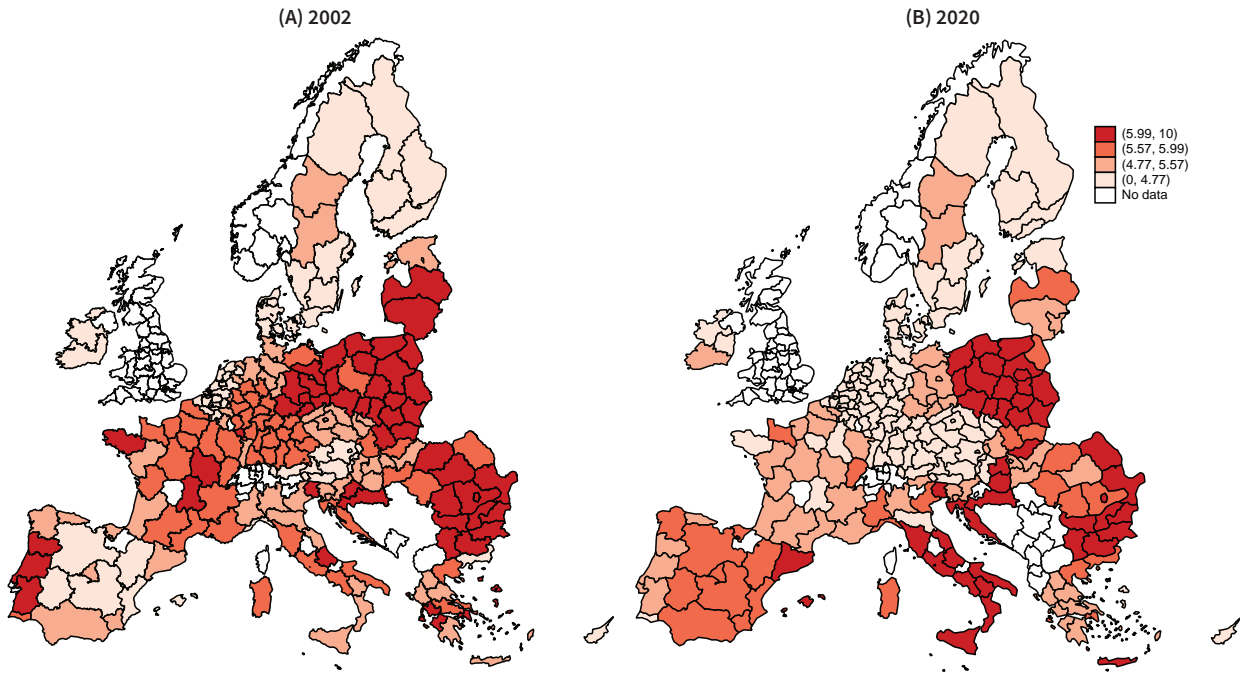 (A) 2002
(B) 2020
(5.99, 10)
(5.57, 5.99)
(4.77, 5.57)
(0, 4.77)
No data